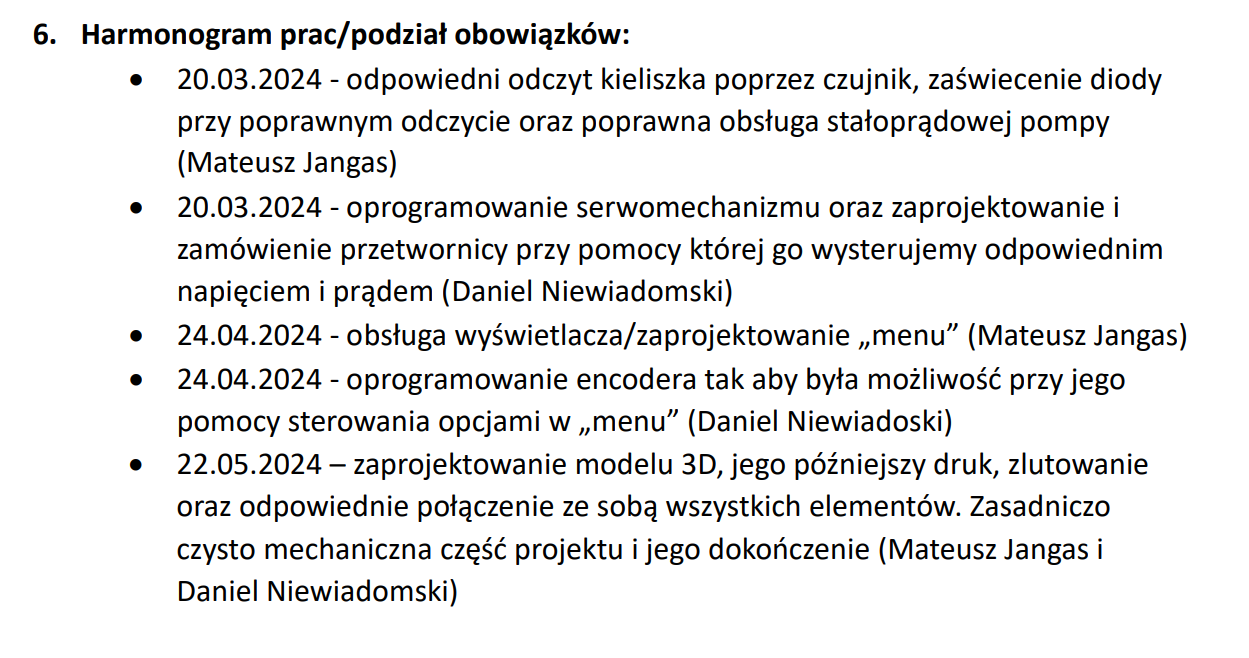 6. Harmonogram prac/podział obowiązków:
• 20.03.2024 - odpowiedni odczyt kieliszka poprzez czujnik, zaświecenie diody
przy poprawnym odczycie oraz poprawna obsługa stałoprądowej pompy
(Mateusz Jangas)
• 20.03.2024 - oprogramowanie serwomechanizmu oraz zaprojektowanie i
zamówienie przetwornicy przy pomocy której go wysterujemy odpowiednim
napięciem i prądem (Daniel Niewiadomski)
• 24.04.2024 - obsługa wyświetlacza/zaprojektowanie „menu” (Mateusz Jangas)
• 24.04.2024 - oprogramowanie encodera tak aby była możliwość przy jego
pomocy sterowania opcjami w „menu” (Daniel Niewiadoski)
• 22.05.2024 – zaprojektowanie modelu 3D, jego późniejszy druk, zlutowanie
oraz odpowiednie połączenie ze sobą wszystkich elementów. Zasadniczo
czysto mechaniczna część projektu i jego dokończenie (Mateusz Jangas i
Daniel Niewiadomski)